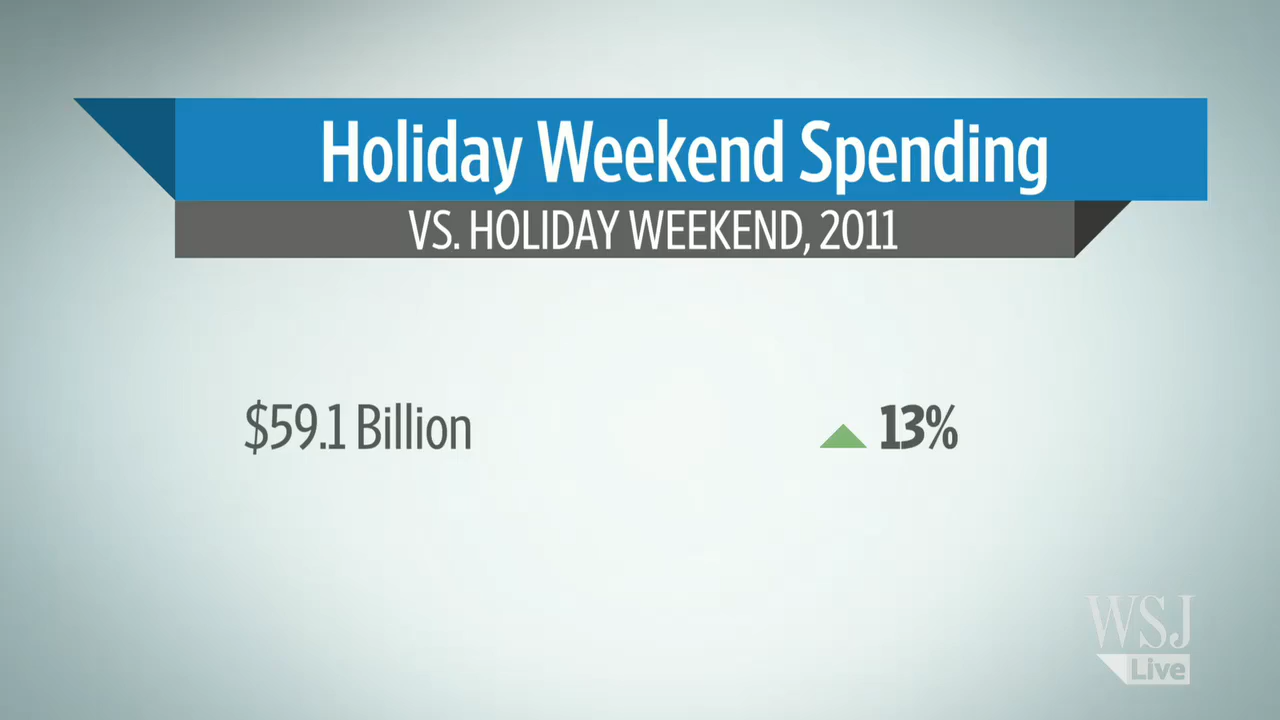 Holiday Weekend Spending
VS. HOLIDAY WEEKEND, 2011
$59.1 Billion
13%
WSJ
Live